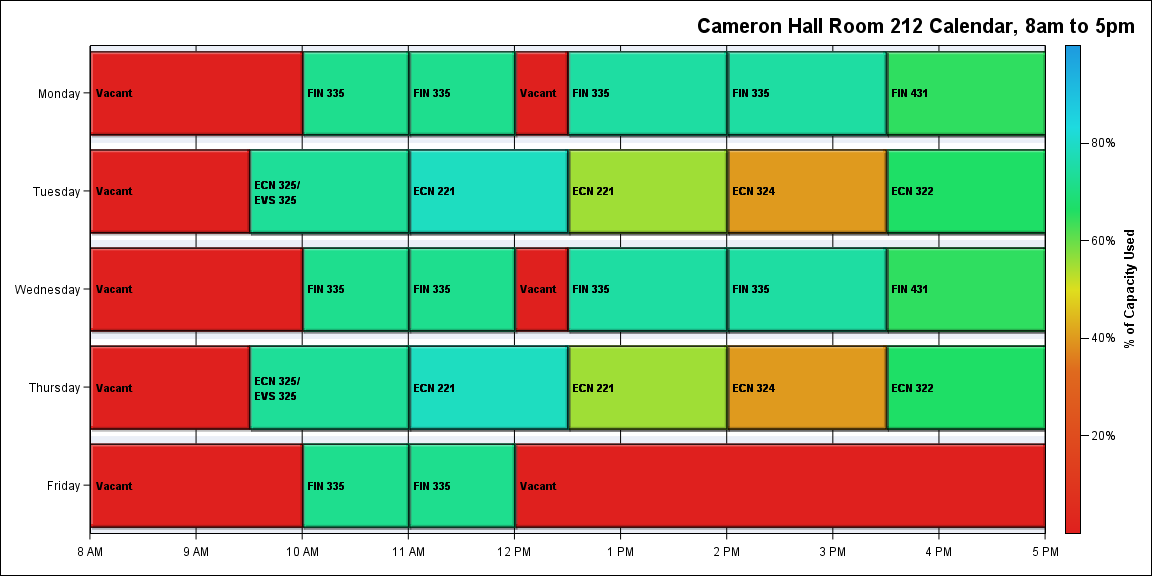 Cameron Hall Room 212 Calendar, 8am to 5pm
Monday
Vacant
FIN 335
FIN 335
Vacant
FIN 335
FIN 335
FIN 431
Tuesday
Vacant
ECN 325/
EVS 325
ECN 221
ECN 221
ECN 324
ECN 322
Wednesday
Vacant
FIN 335
FIN 335
Vacant
FIN 335
FIN 335
FIN 431
Thursday
Vacant
ECN 325/
EVS 325
ECN 221
ECN 221
ECN 324
ECN 322
Friday
Vacant
FIN 335
FIN 335
Vacant
8 AM
9 AM
10 AM
11 AM
12 PM
1 PM
2 PM
3 PM
4 PM
5 PM
80%
60%
40%
20%
% of Capacity Used